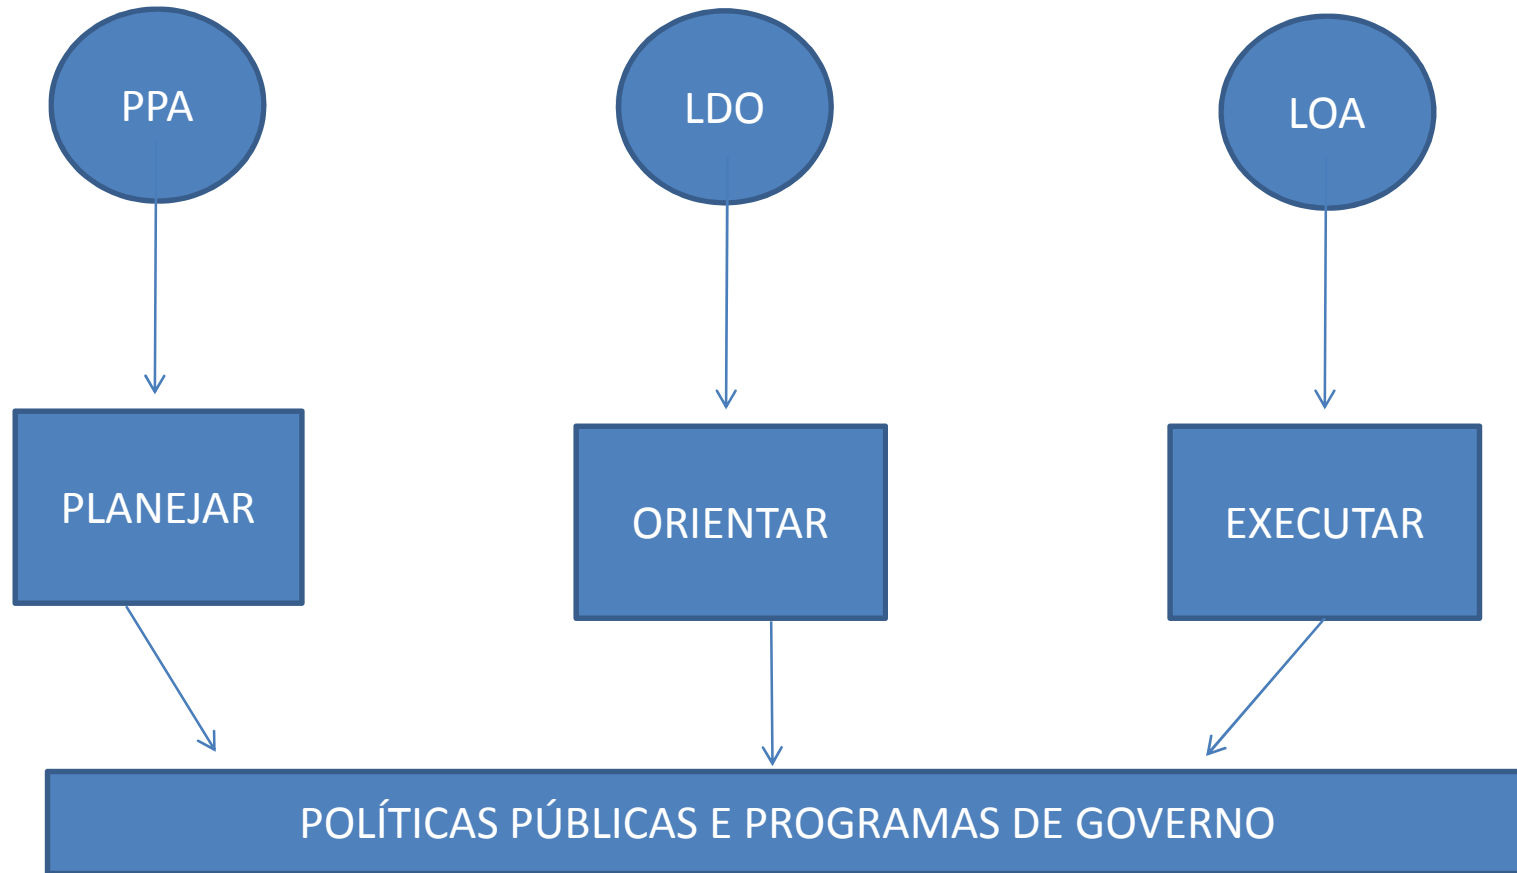 PPA
LDO
LOA
PLANEJAR
ORIENTAR
EXECUTAR
POLÍTICAS PÚBLICAS E PROGRAMAS DE GOVERNO